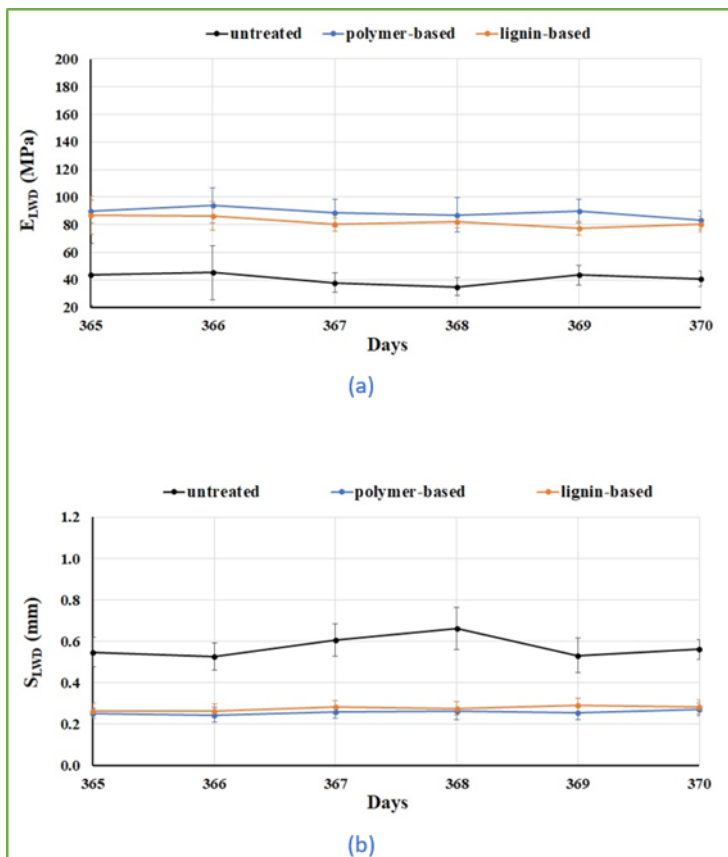 untreated polymer-based lignin-based
200
180
160
140
120
100
80
60
40
20
E_LWD (MPa)
365 366 367 368 369 370
Days
(a)
untreated polymer-based lignin-based
1.2
1.0
0.8
0.6
0.4
0.2
0.0
S_LWD (mm)
365 366 367 368 369 370
Days
(b)